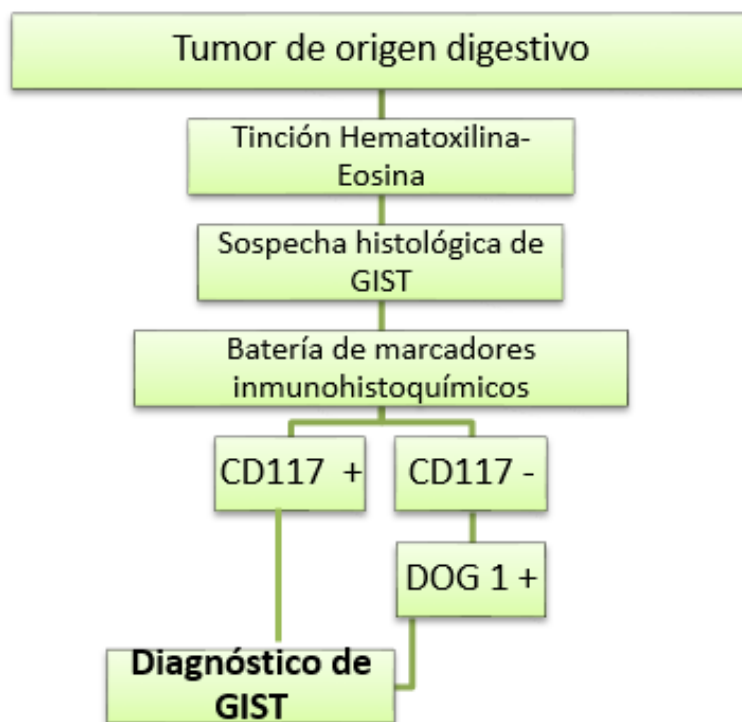 Tumor de origen digestivo
Tinción Hematoxilina-
Eosina
Sospecha histológica de
GIST
Batería de marcadores
inmunohistoquímicos
CD117 +
CD117 -
DOG 1 +
Diagnóstico de
GIST